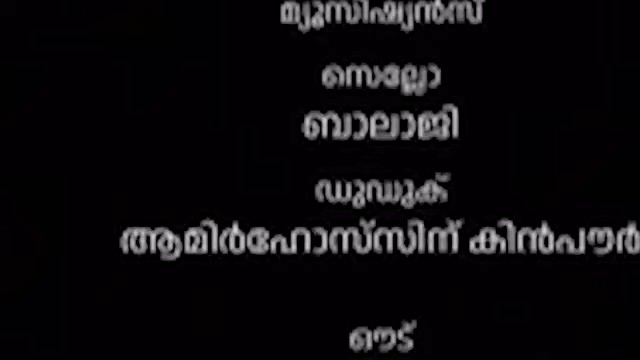 മ്യൂസിഷ്യൻസ്
സെല്ലോ
ബാലാജി
ഡുഡുക്
ആമിർഹോസ്സിന് കിൻപൗർ
ഔട്